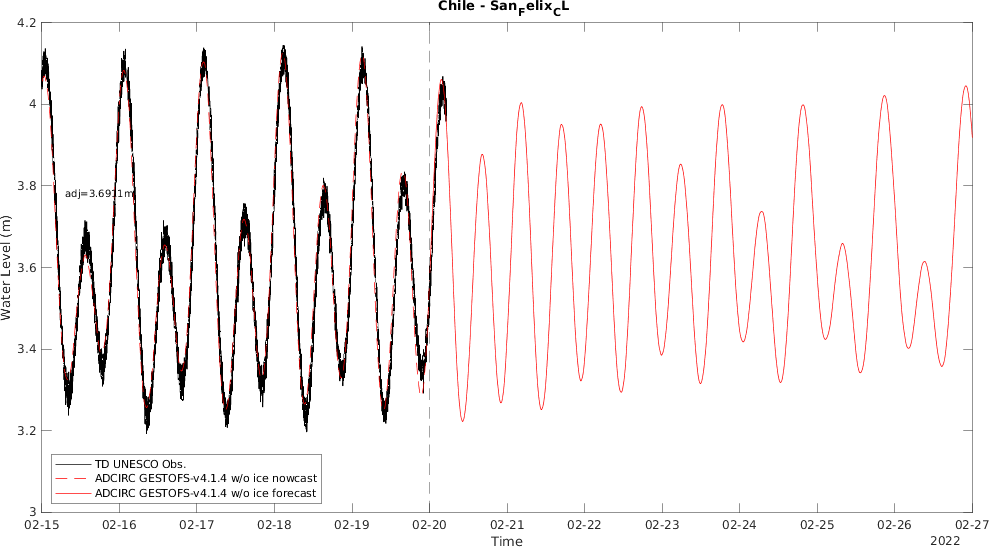 Chile - San_Felix_CL
4.2
4
3.8
3.6
3.4
3.2
3
Water Level (m)
adj=3.6911m
TD UNESCO Obs.
ADCIRC GESTOFS-v4.1.4 w/o ice nowcast
ADCIRC GESTOFS-v4.1.4 w/o ice forecast
02-15 02-16 02-17 02-18 02-19 02-20 02-21 02-22 02-23 02-24 02-25 02-26 02-27
Time
2022